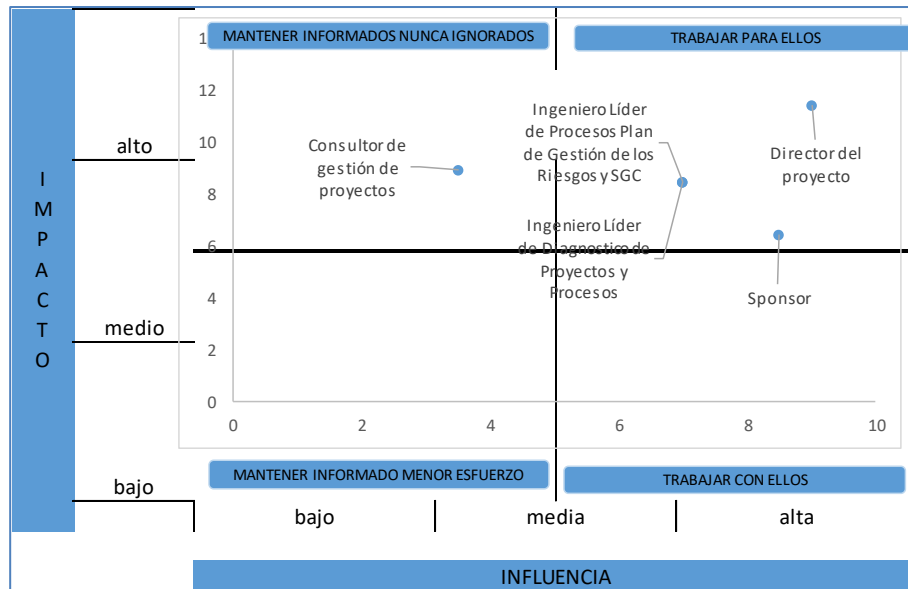 MANTENER INFORMADOS NUNCA IGNORADOS
TRABAJAR PARA ELLOS
I
M
P
A
C
T
O
alto
medio
bajo
12
10
8
6
4
2
0
Consultor de
gestión de
proyectos
Ingeniero Líder
de Procesos Plan
de Gestión de los
Riesgos y SGC
Director del
proyecto
Ingeniero Líder
de Diagnostico de
Proyectos y
Procesos
Sponsor
0
2
4
6
8
10
MANTENER INFORMADO MENOR ESFUERZO
TRABAJAR CON ELLOS
bajo
media
alta
INFLUENCIA